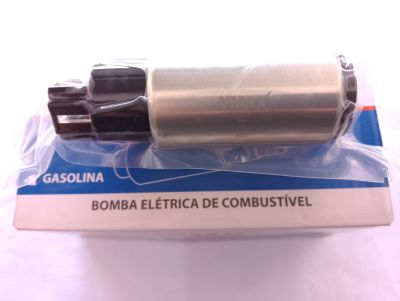 GASOLINA
BOMBA ELÉTRICA DE COMBUSTÍVEL